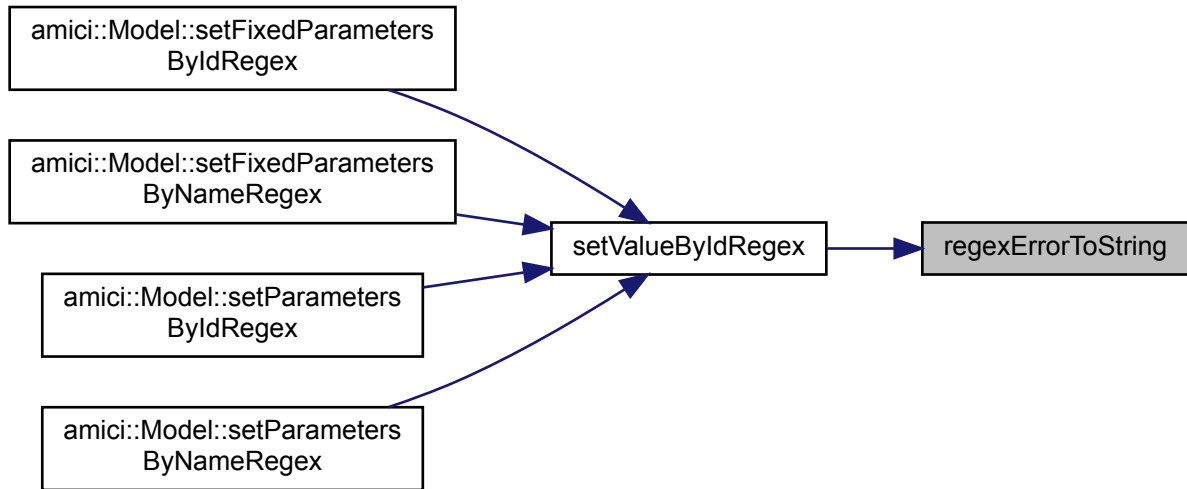 amici::Model::setFixedParameters
ByIdRegex
amici::Model::setFixedParameters
ByNameRegex
setValueByIdRegex
regexErrorToString
amici::Model::setParameters
ByIdRegex
amici::Model::setParameters
ByNameRegex